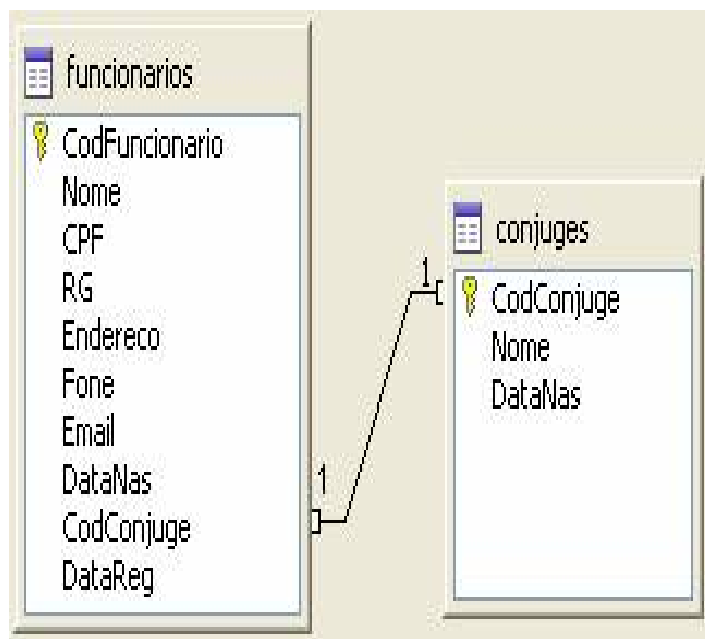 funcionarios
CodFuncionario
Nome
CPF
RG
Endereco
Fone
Email
DataNas
CodConjuge
DataReg
1
1
conjuges
CodConjuge
Nome
DataNas